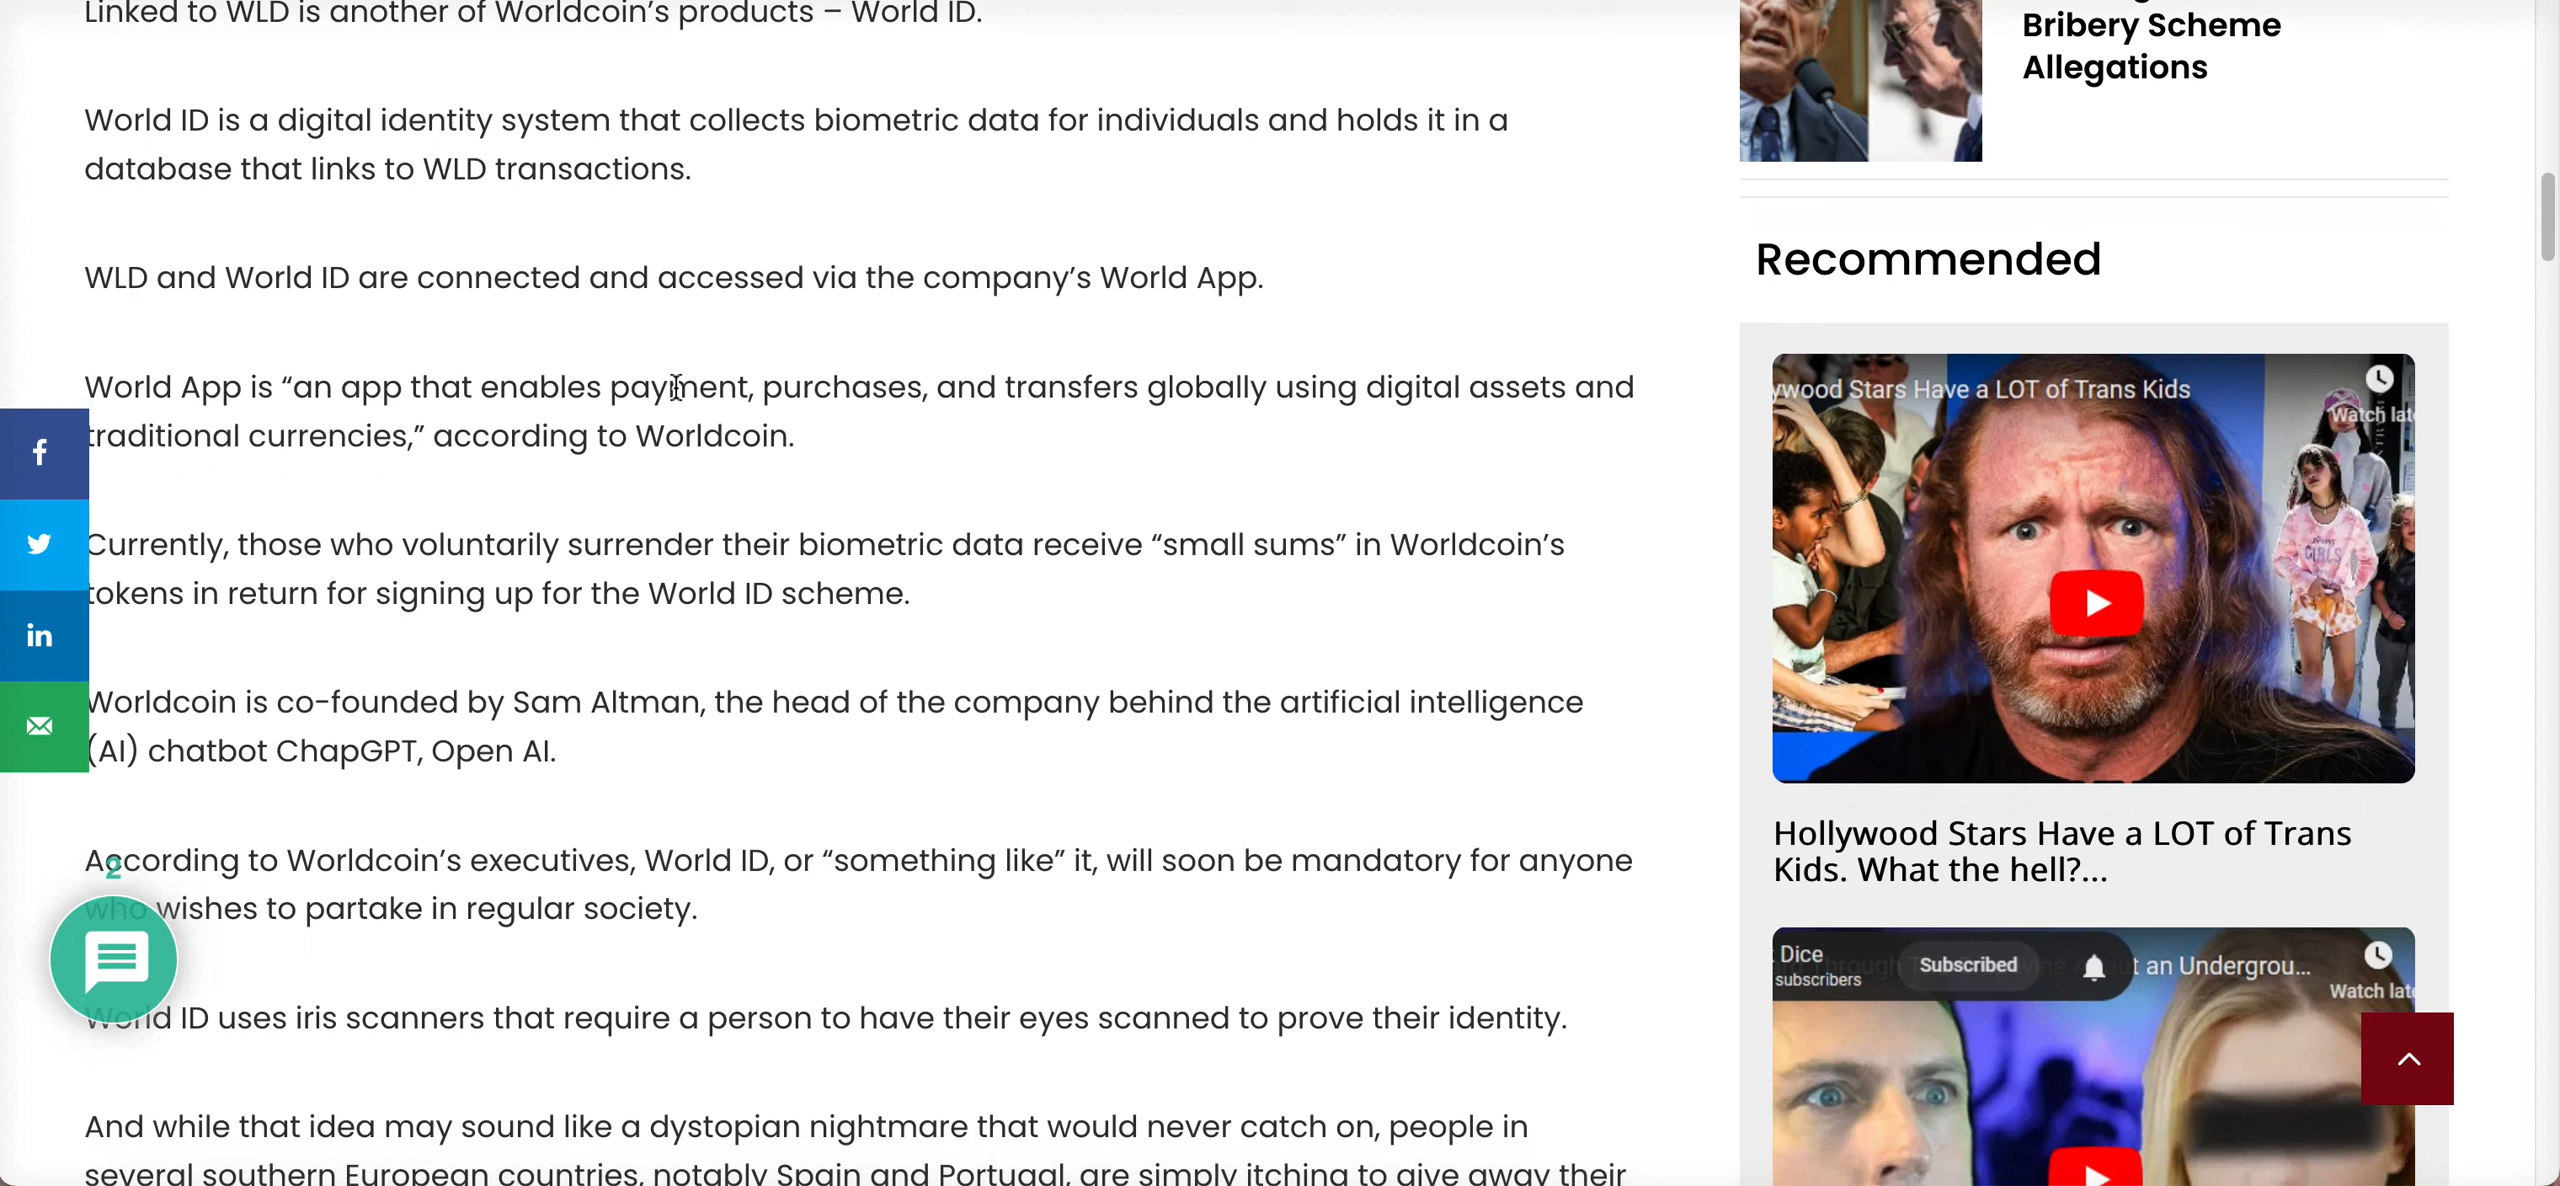 Linked to WLD is another of Worldcoin’s products – World ID.
World ID is a digital identity system that collects biometric data for individuals and holds it in a
database that links to WLD transactions.
WLD and World ID are connected and accessed via the company’s World App.
World App is “an app that enables payment, purchases, and transfers globally using digital assets and
traditional currencies,” according to Worldcoin.
Currently, those who voluntarily surrender their biometric data receive “small sums” in Worldcoin’s
tokens in return for signing up for the World ID scheme.
Worldcoin is co-founded by Sam Altman, the head of the company behind the artificial intelligence
(AI) chatbot ChapGPT, Open AI.
According to Worldcoin’s executives, World ID, or “something like” it, will soon be mandatory for anyone
who wishes to partake in regular society.
World ID uses iris scanners that require a person to have their eyes scanned to prove their identity.
And while that idea may sound like a dystopian nightmare that would never catch on, people in
several southern European countries, notably Spain and Portugal, are simply itching to give away their
f
in
2
Bribery Scheme
Allegations
Recommended
ywood Stars Have a LOT of Trans Kids
Watch late
GIRLS
Hollywood Stars Have a LOT of Trans
Kids. What the hell?...
Dice
subscribers
Subscribed
t an Undergrou...
Watch late